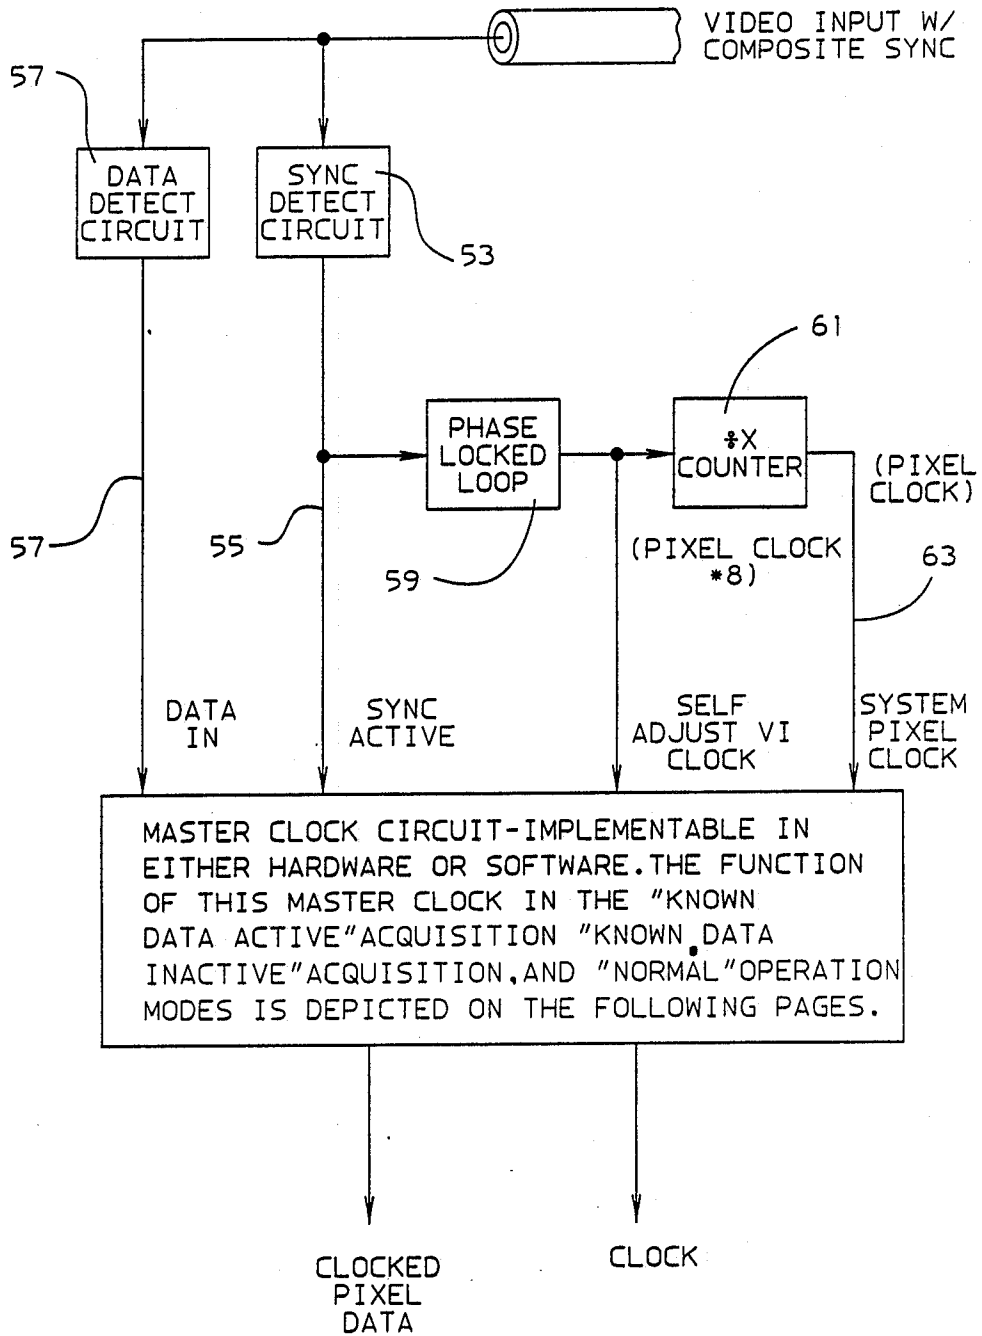 VIDEO INPUT W/
COMPOSITE SYNC
57
DATA
DETECT
CIRCUIT
SYNC
DETECT
CIRCUIT
53
61
PHASE
LOCKED
LOOP
÷X
COUNTER
(PIXEL
CLOCK)
57
55
59
(PIXEL CLOCK
*8)
63
DATA
IN
SYNC
ACTIVE
SELF
ADJUST VI
CLOCK
SYSTEM
PIXEL
CLOCK
MASTER CLOCK CIRCUIT-IMPLEMENTABLE IN
EITHER HARDWARE OR SOFTWARE.THE FUNCTION
OF THIS MASTER CLOCK IN THE "KNOWN
DATA ACTIVE"ACQUISITION "KNOWN DATA
INACTIVE"ACQUISITION,AND "NORMAL"OPERATION
MODES IS DEPICTED ON THE FOLLOWING PAGES.
CLOCKED
PIXEL
DATA
CLOCK